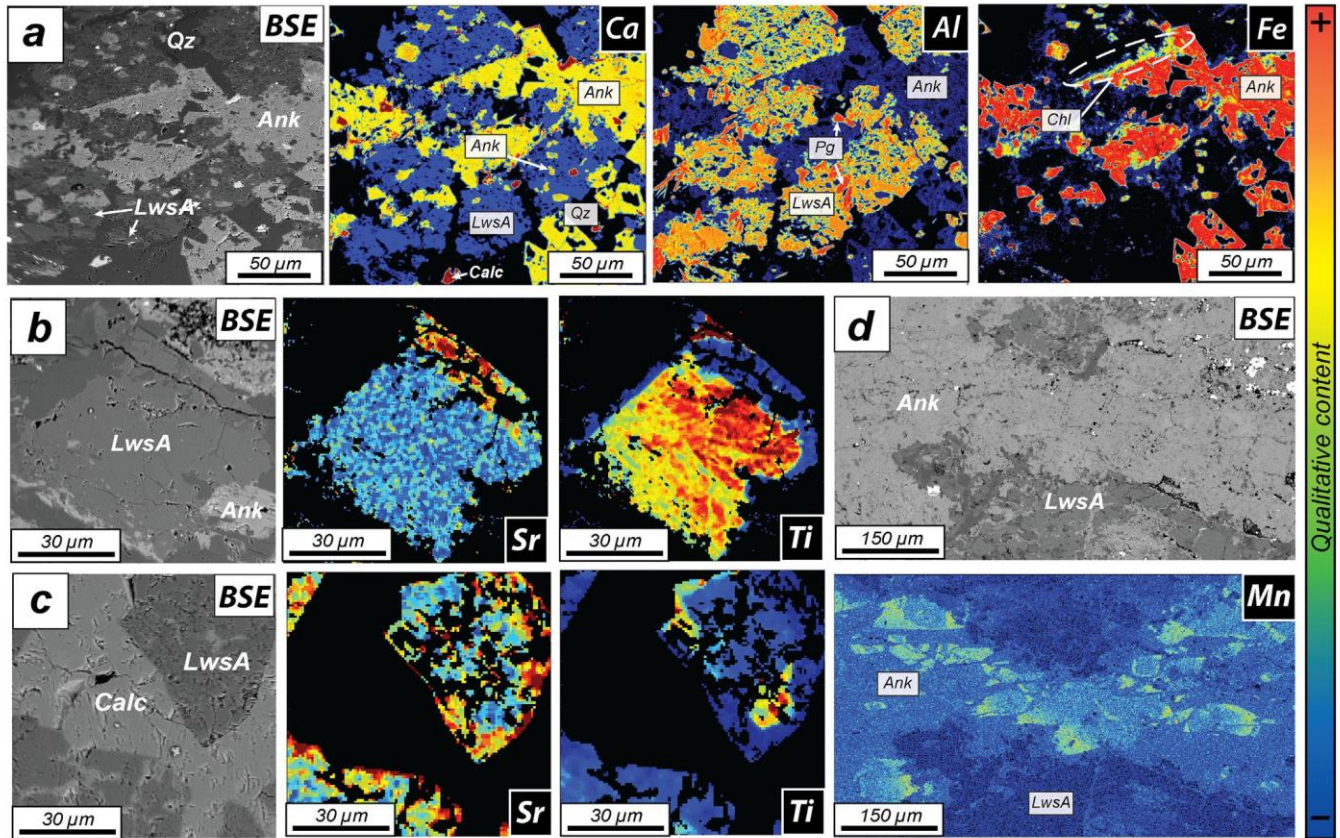 a
BSE
Qz
Ank
LwsA
50 µm
Ca
Ank
Ank
LwsA
Qz
Calc
50 µm
Al
Ank
Pg
LwsA
50 µm
Fe
Chl
Ank
50 µm
b
BSE
LwsA
Ank
30 µm
Sr
30 µm
Ti
30 µm
d
BSE
Ank
LwsA
150 µm
c
BSE
LwsA
Calc
30 µm
Sr
30 µm
Ti
30 µm
Mn
Ank
LwsA
150 µm
+
Qualitative content
–